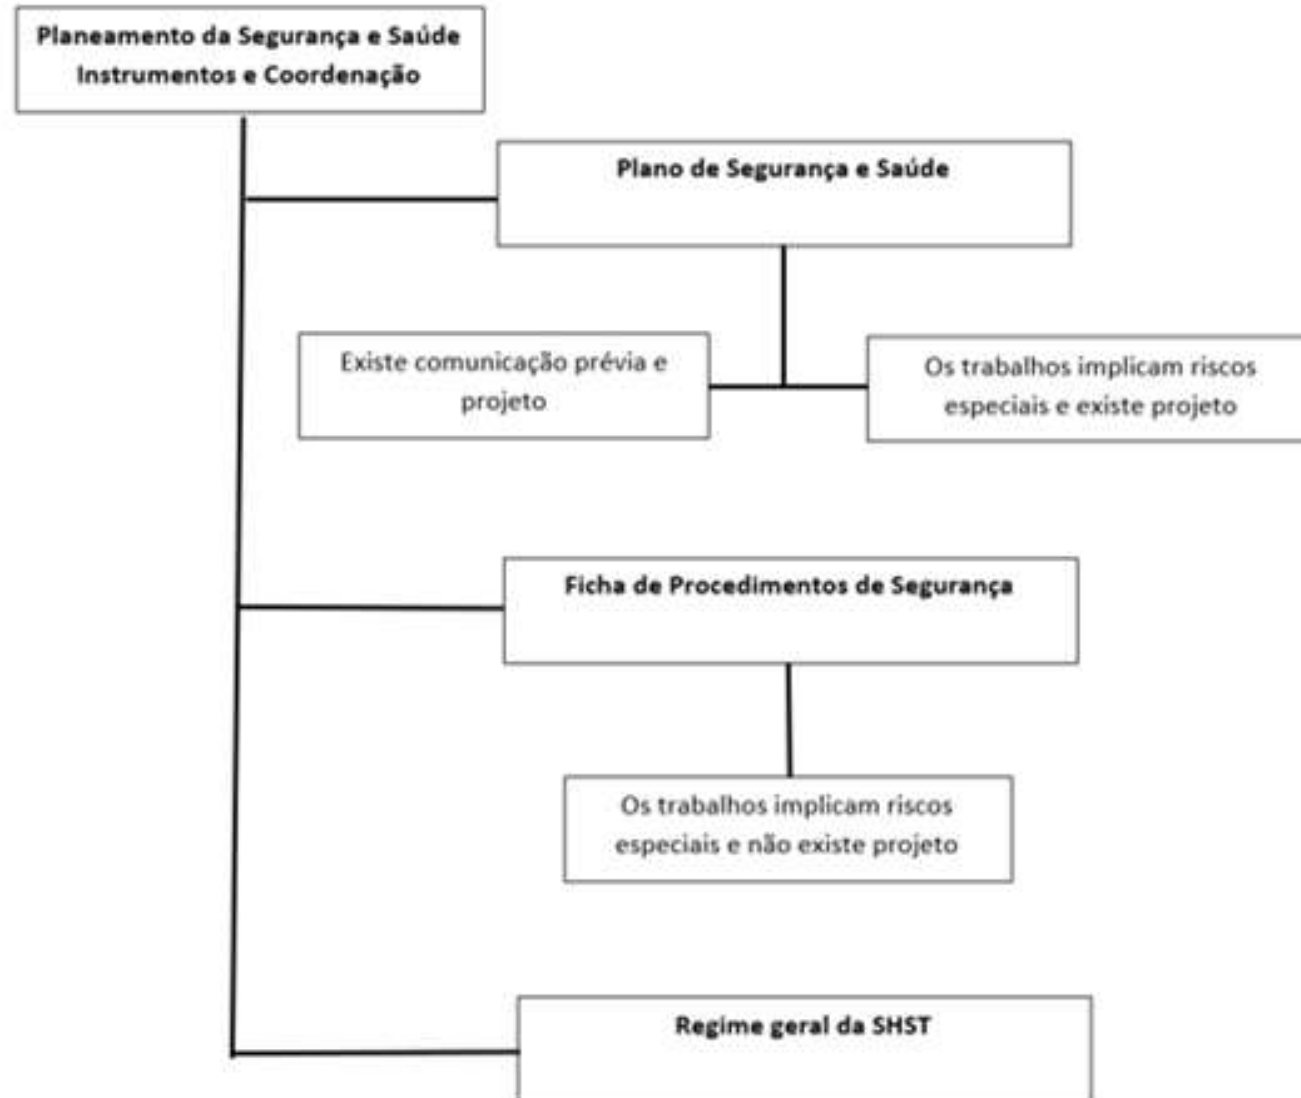 Planeamento da Segurança e Saúde
Instrumentos e Coordenação
Plano de Segurança e Saúde
Existe comunicação prévia e
projeto
Os trabalhos implicam riscos
especiais e existe projeto
Ficha de Procedimentos de Segurança
Os trabalhos implicam riscos
especiais e não existe projeto
Regime geral da SHST